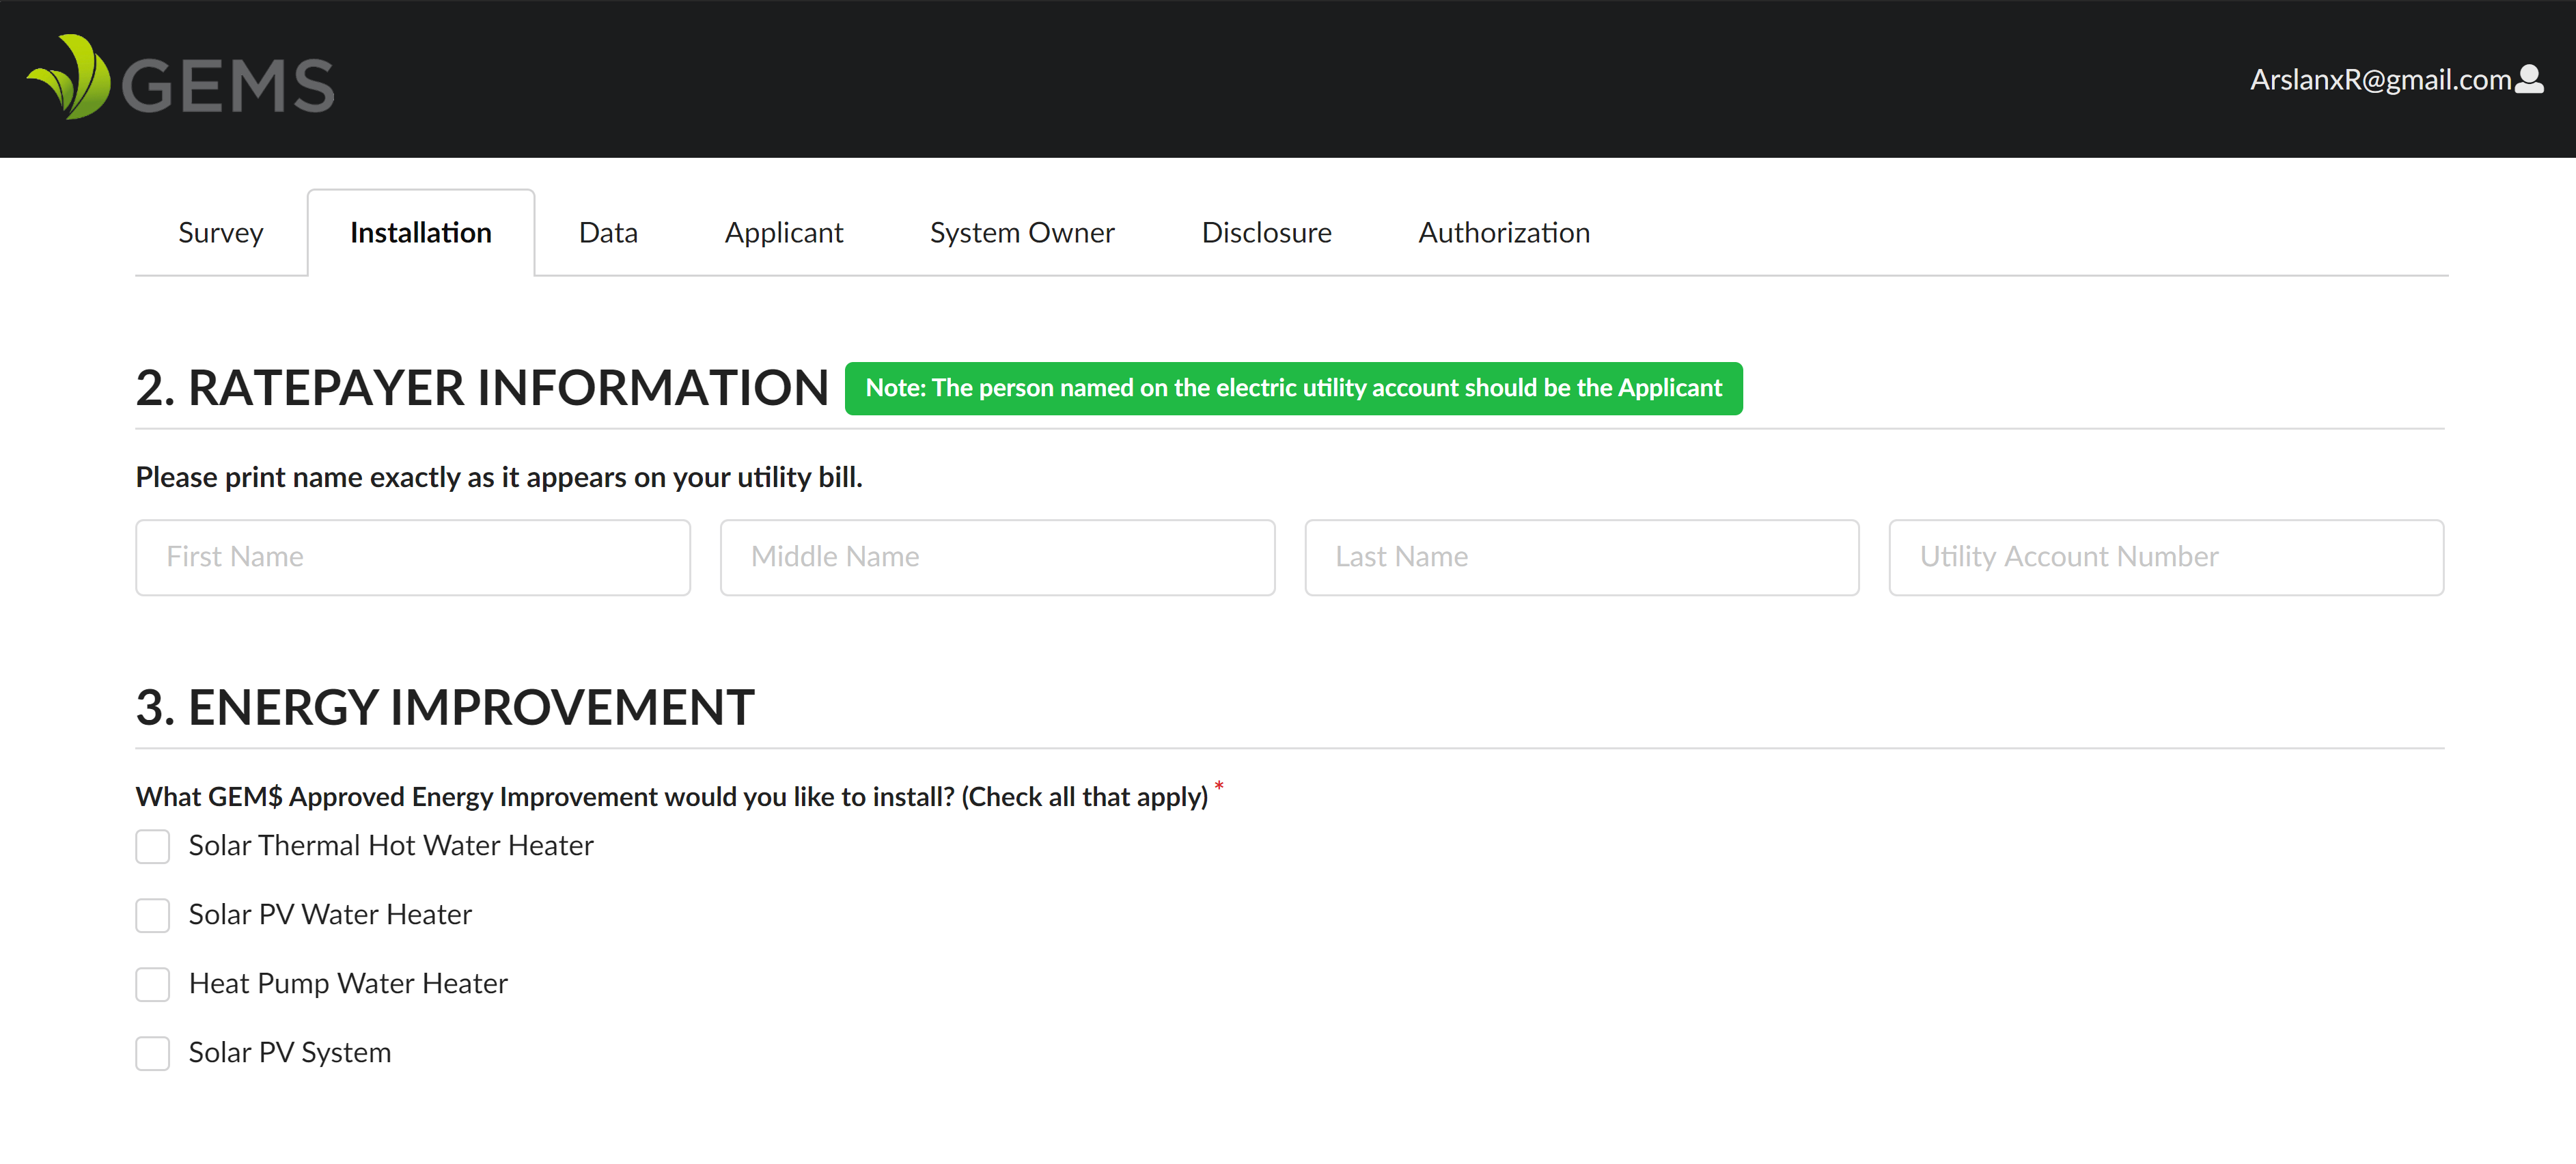 GEMS
ArslanxR@gmail.com
Survey
Installation
Data
Applicant
System Owner
Disclosure
Authorization
2. RATEPAYER INFORMATION
Note: The person named on the electric utility account should be the Applicant
Please print name exactly as it appears on your utility bill.
First Name
Middle Name
Last Name
Utility Account Number
3. ENERGY IMPROVEMENT
What GEM$ Approved Energy Improvement would you like to install? (Check all that apply) *
Solar Thermal Hot Water Heater
Solar PV Water Heater
Heat Pump Water Heater
Solar PV System